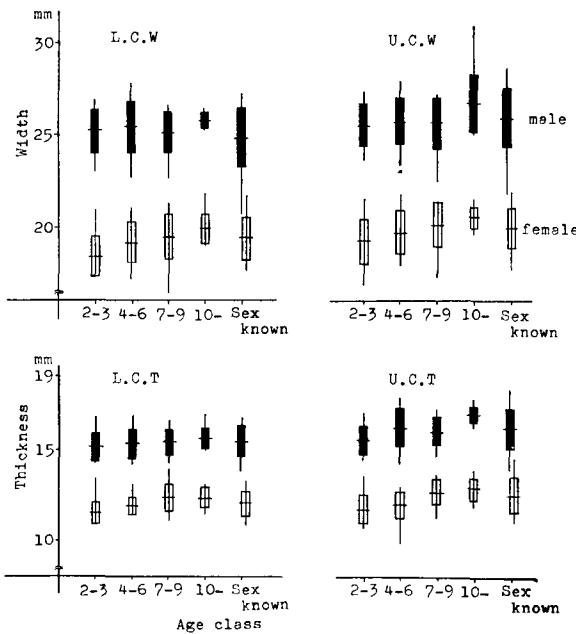 mm
L.C.W
U.C.W
30
Width
25
20
male
female
2-3 4-6 7-9 10- Sex known
2-3 4-6 7-9 10- Sex known
mm
19
L.C.T
U.C.T
Thickness
15
10
2-3 4-6 7-9 10- Sex known
2-3 4-6 7-9 10- Sex known
Age class